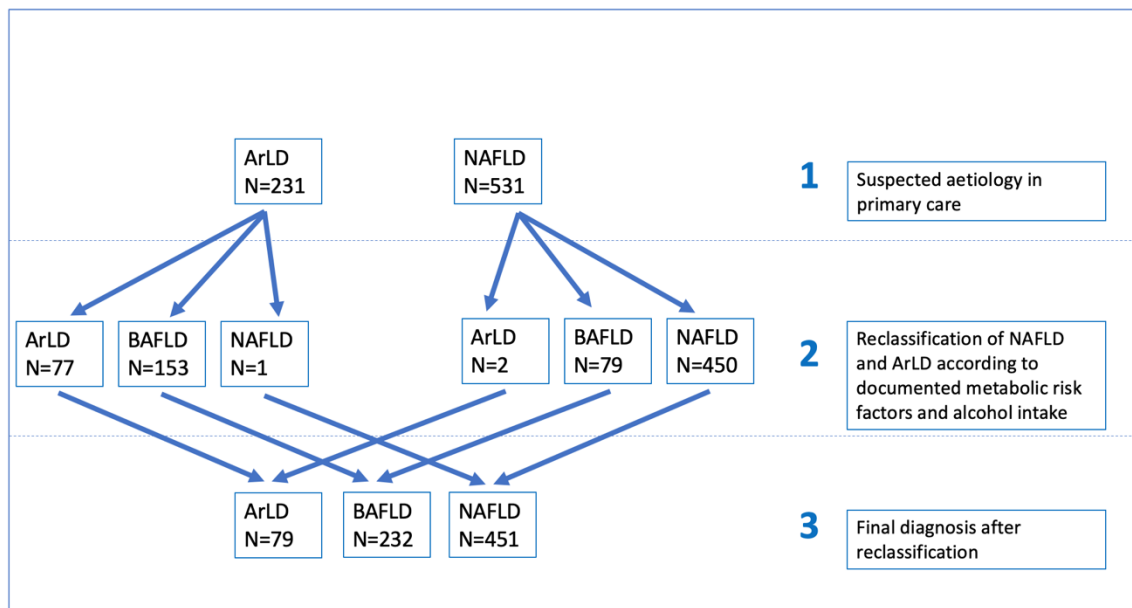 ArLD
N=231
NAFLD
N=531
1
Suspected aetiology in
primary care
ArLD
N=77
BAFLD
N=153
NAFLD
N=1
ArLD
N=2
BAFLD
N=79
NAFLD
N=450
2
Reclassification of NAFLD
and ArLD according to
documented metabolic risk
factors and alcohol intake
ArLD
N=79
BAFLD
N=232
NAFLD
N=451
3
Final diagnosis after
reclassification